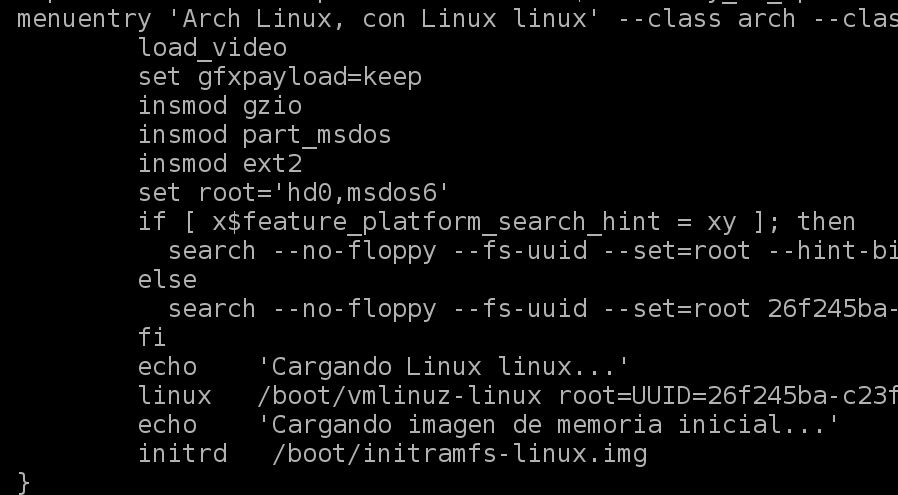 menuentry 'Arch Linux, con Linux linux' --class arch --clas
load_video
set gfxpayload=keep
insmod gzio
insmod part_msdos
insmod ext2
set root='hd0,msdos6'
if [ x$feature_platform_search_hint = xy ]; then
search --no-floppy --fs-uuid --set=root --hint-bi
else
search --no-floppy --fs-uuid --set=root 26f245ba-
fi
echo 'Cargando Linux linux...'
linux /boot/vmlinuz-linux root=UUID=26f245ba-c23f
echo 'Cargando imagen de memoria inicial...'
initrd /boot/initramfs-linux.img
}